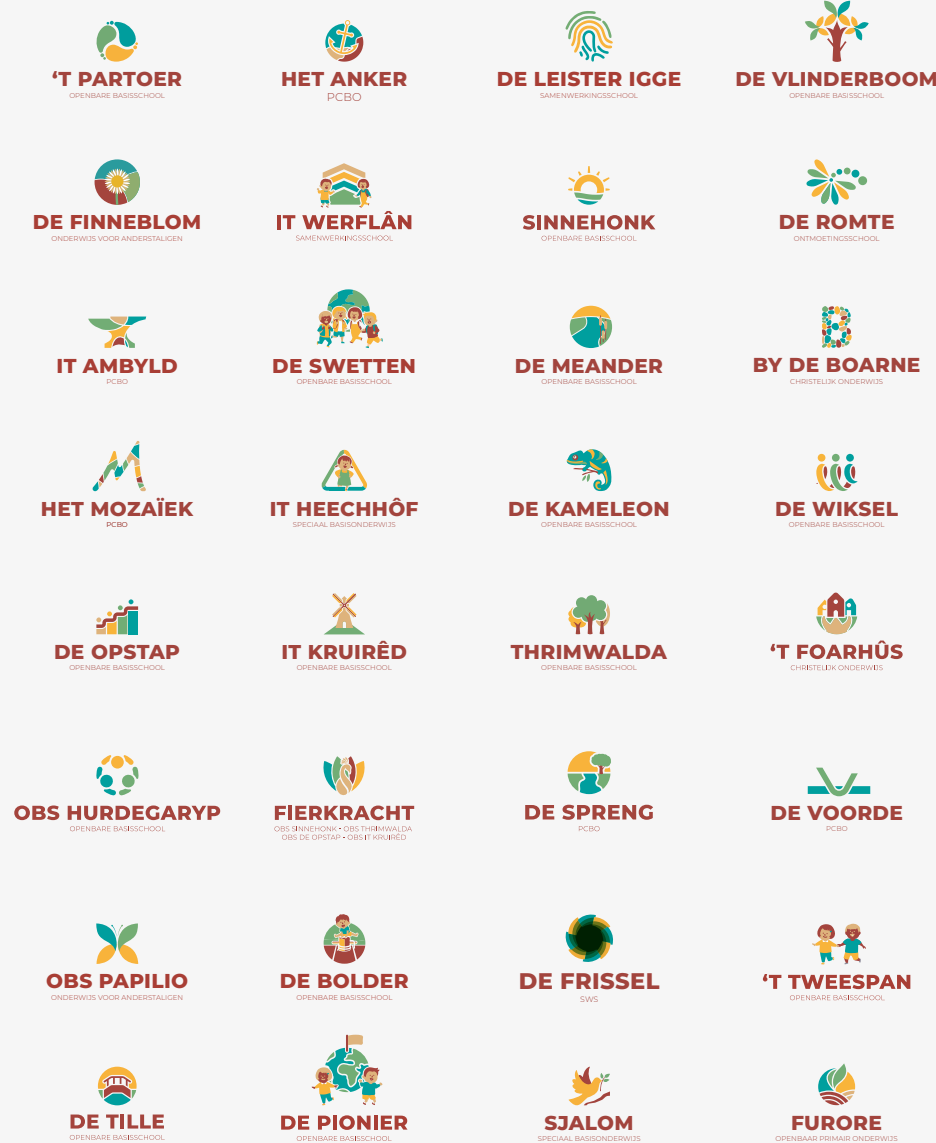 ‘T PARTOER
OPENBARE BASISSCHOOL
HET ANKER
PCBO
DE LEISTER IGGE
SAMENWERKINGSSCHOOL
DE VLINDERBOOM
OPENBARE BASISSCHOOL
DE FINNEBLOM
ONDERWIJS VOOR ANDERSTALIGEN
IT WERFLÂN
SAMENWERKINGSSCHOOL
SINNEHONK
OPENBARE BASISSCHOOL
DE ROMTE
ONTMOETINGSSCHOOL
IT AMBYLD
PCBO
DE SWETTEN
OPENBARE BASISSCHOOL
DE MEANDER
OPENBARE BASISSCHOOL
BY DE BOARNE
CHRISTELIJK ONDERWIJS
HET MOZAÏEK
PCBO
IT HEECHHÔF
SPECIAAL BASISONDERWIJS
DE KAMELEON
OPENBARE BASISSCHOOL
DE WIKSEL
OPENBARE BASISSCHOOL
DE OPSTAP
OPENBARE BASISSCHOOL
IT KRUIRÊD
OPENBARE BASISSCHOOL
THRIMWALDA
OPENBARE BASISSCHOOL
‘T FOARHÛS
CHRISTELIJK ONDERWIJS
OBS HURDEGARYP
OPENBARE BASISSCHOOL
FIERKRACHT
OBS SINNEHONK • OBS THRIMWALDA
OBS DE OPSTAP • OBS IT KRUIRÊD
DE SPRENG
PCBO
DE VOORDE
PCBO
OBS PAPILIO
ONDERWIJS VOOR ANDERSTALIGEN
DE BOLDER
OPENBARE BASISSCHOOL
DE FRISSEL
SWS
‘T TWEESPAN
OPENBARE BASISSCHOOL
DE TILLE
OPENBARE BASISSCHOOL
DE PIONIER
OPENBARE BASISSCHOOL
SJALOM
SPECIAAL BASISONDERWIJS
FURORE
OPENBAAR PRIMAIR ONDERWIJS